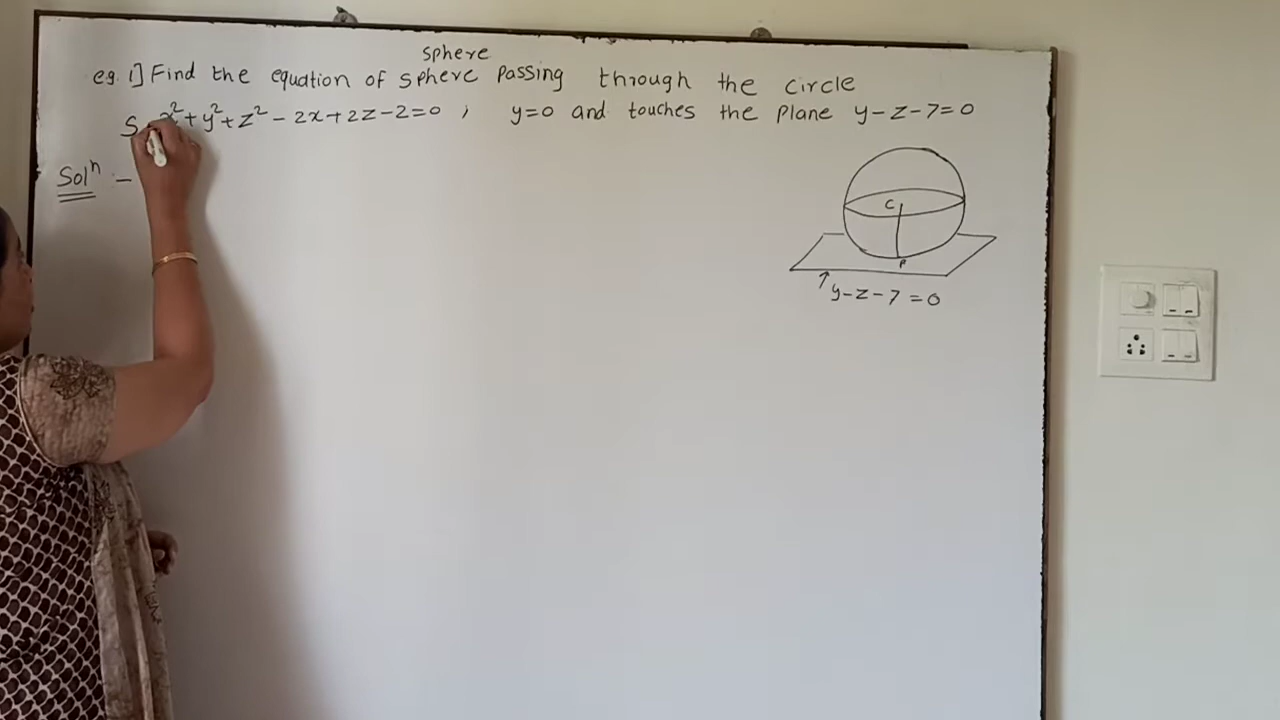 sphere
eg. 1] Find the equation of sphere passing through the circle
S x²+y²+z²-2x+2z-2=0 ; y=0 and touches the plane y-z-7=0
Solⁿ -
C
P
y-z-7=0